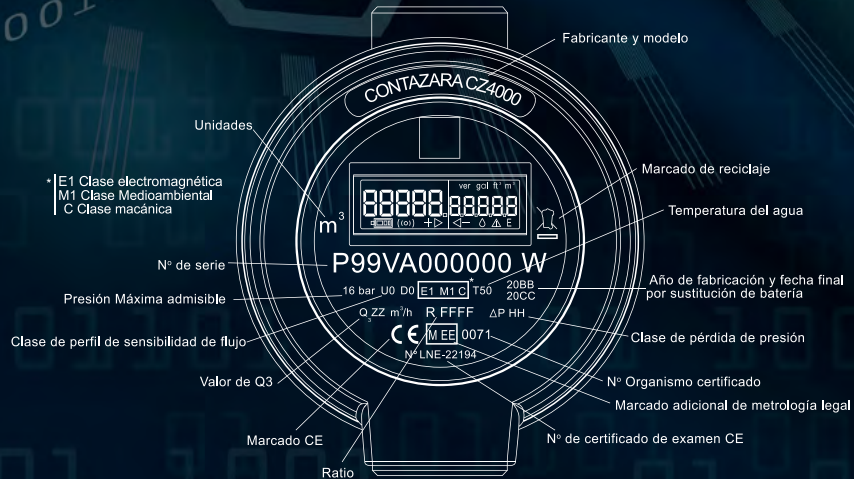 Fabricante y modelo
CONTAZARA CZ4000
Unidades
* E1 Clase electromagnética
M1 Clase Medioambiental
C Clase macánica
ver gal ft³ m³
88888.88888
((o)) + - E
m³
Marcado de reciclaje
Temperatura del agua
Nº de serie
P99VA000000 W
Presión Máxima admisible
16 bar U0 D0 E1 M1 C * T50
20BB
20CC
Año de fabricación y fecha final
por sustitución de batería
Q3 ZZ m³/h R FFFF ΔP HH
Clase de perfil de sensibilidad de flujo
Clase de pérdida de presión
CE M EE 0071
Nº LNE-22194
Valor de Q3
Nº Organismo certificado
Marcado adicional de metrología legal
Marcado CE
Nº de certificado de examen CE
Ratio